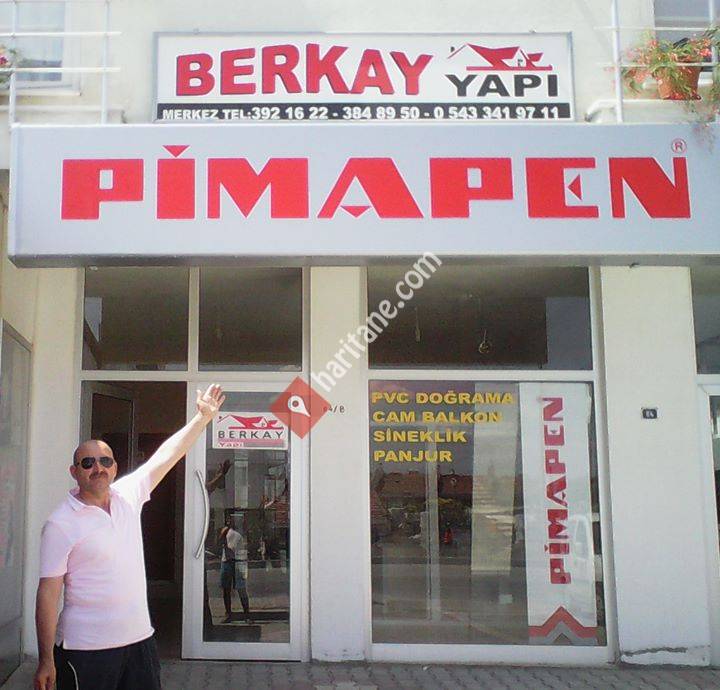 BERKAY YAPI
MERKEZ TEL:392 16 22 - 384 89 50 - 0 543 341 97 11
PİMAPEN®
haritane.com
BERKAY
YAPI
PVC DOĞRAMA
CAM BALKON
SİNEKLİK
PANJUR
PİMAPEN